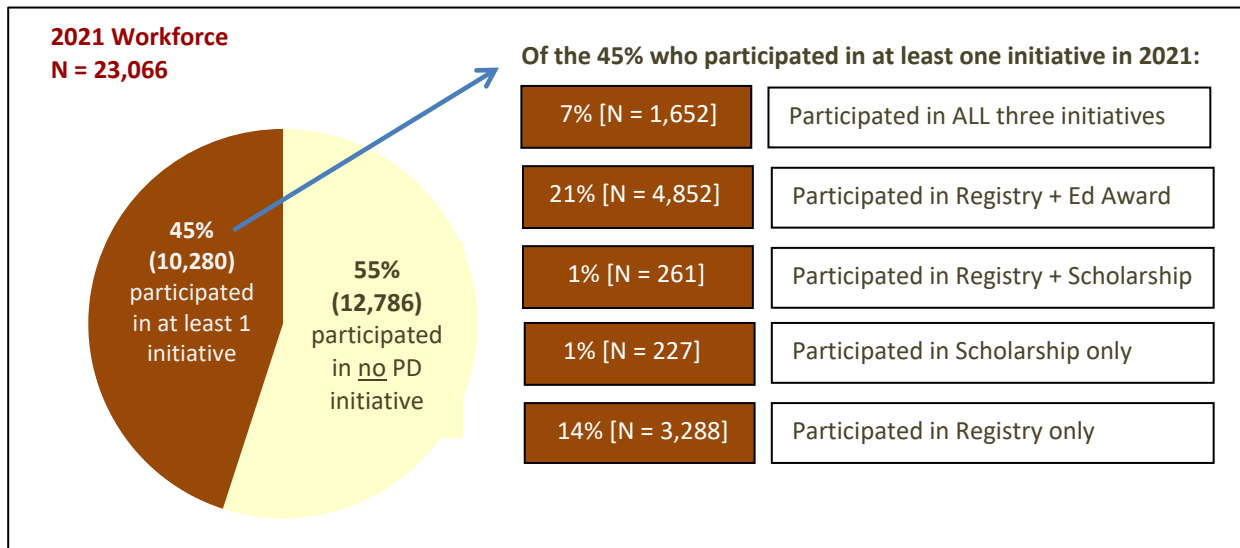 2021 Workforce
N = 23,066
Of the 45% who participated in at least one initiative in 2021:
7% [N = 1,652]
Participated in ALL three initiatives
21% [N = 4,852]
Participated in Registry + Ed Award
1% [N = 261]
Participated in Registry + Scholarship
1% [N = 227]
Participated in Scholarship only
14% [N = 3,288]
Participated in Registry only
45%
(10,280)
participated
in at least 1
initiative
55%
(12,786)
participated
in no PD
initiative